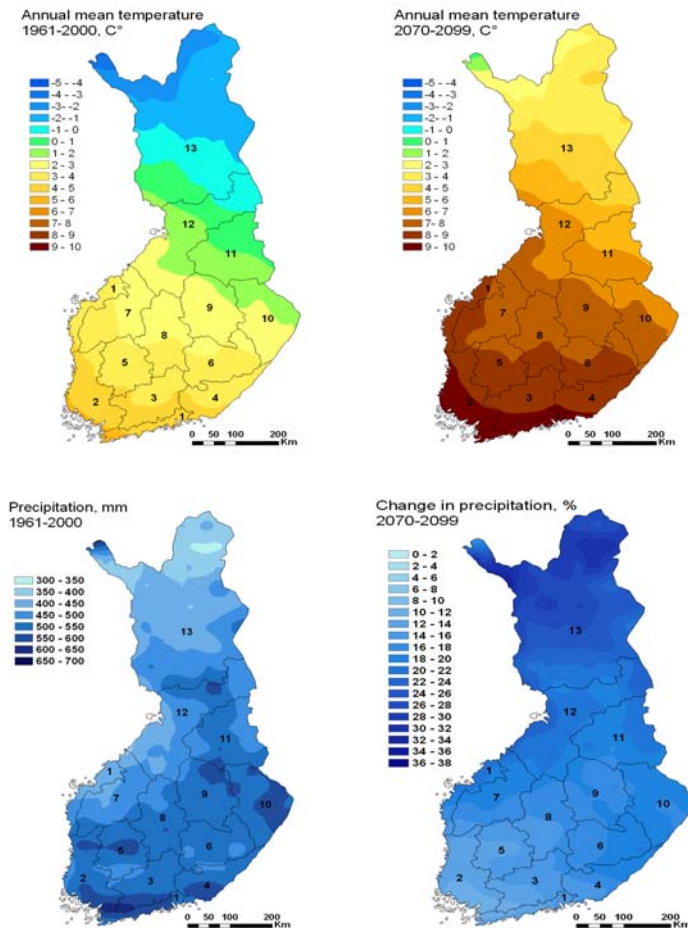 Annual mean temperature
1961-2000, C°
-5 - -4
-4 - -3
-3- -2
-2- -1
-1 - 0
0 - 1
1 - 2
2 - 3
3 - 4
4 - 5
5 - 6
6 - 7
7- 8
8 - 9
9 - 10
13
12
11
1
7
9
10
8
5
6
2
3
4
1
0 50 100 200
Km
Annual mean temperature
2070-2099, C°
-5 - -4
-4 - -3
-3- -2
-2- -1
-1 - 0
0 - 1
1 - 2
2 - 3
3 - 4
4 - 5
5 - 6
6 - 7
7- 8
8 - 9
9 - 10
13
12
11
1
7
9
10
8
5
6
2
3
4
1
0 50 100 200
Km
Precipitation, mm
1961-2000
300 - 350
350 - 400
400 - 450
450 - 500
500 - 550
550 - 600
600 - 650
650 - 700
13
12
11
1
7
9
10
8
5
6
2
3
4
1
0 50 100 200
Km
Change in precipitation, %
2070-2099
0 - 2
2 - 4
4 - 6
6 - 8
8 - 10
10 - 12
12 - 14
14 - 16
16 - 18
18 - 20
20 - 22
22 - 24
24 - 26
26 - 28
28 - 30
30 - 32
32 - 34
34 - 36
36 - 38
13
12
11
1
7
9
10
8
5
6
2
3
4
1
0 50 100 200
Km